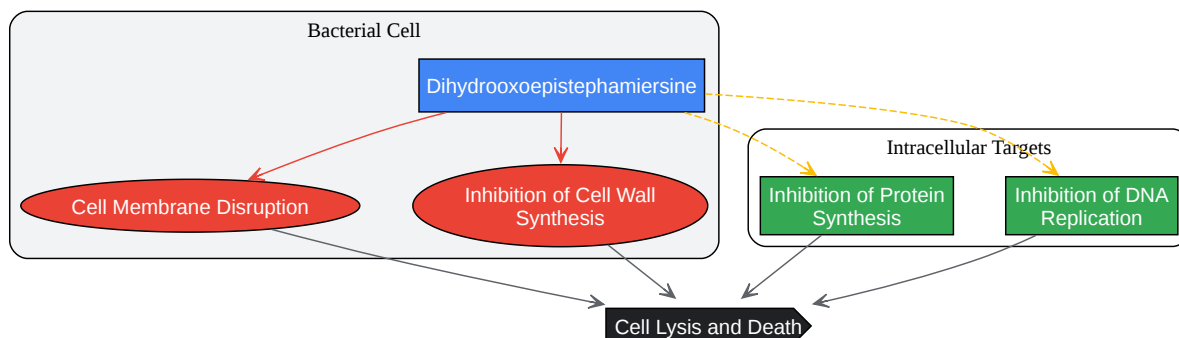 Bacterial Cell
Dihydrooxoepistephamiersine
Intracellular Targets
Cell Membrane Disruption
Inhibition of Cell Wall
Synthesis
Inhibition of Protein
Synthesis
Inhibition of DNA
Replication
Cell Lysis and Death